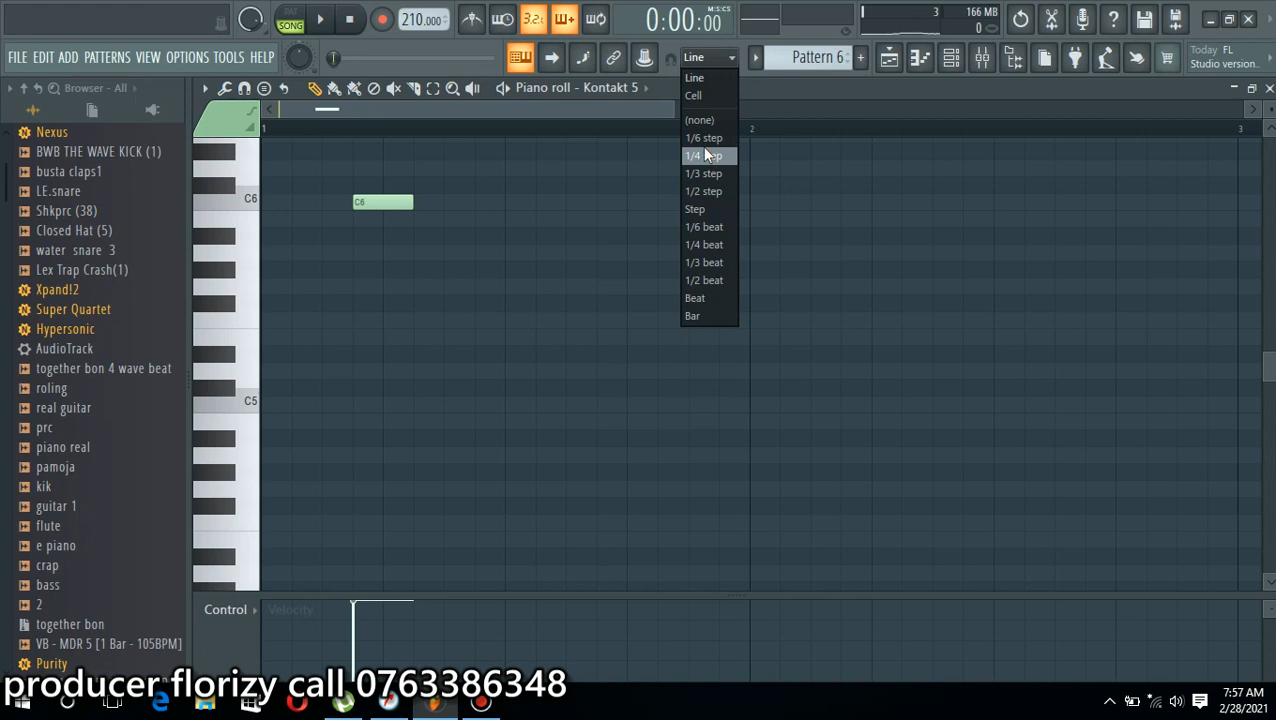 SONG
210.000
3.2.
0:00:00
M:S:CS
3
166 MB
0
FILE EDIT ADD PATTERNS VIEW OPTIONS TOOLS HELP
Line
Pattern 6
Today FL
Studio version..
Browser - All
Piano roll - Kontakt 5
Line
Cell
(none)
1/6 step
1/4 step
1/3 step
1/2 step
Step
1/6 beat
1/4 beat
1/3 beat
1/2 beat
Beat
Bar
1
2
3
C6
C6
C5
Nexus
BWB THE WAVE KICK (1)
busta claps1
LE.snare
Shkprc (38)
Closed Hat (5)
water snare 3
Lex Trap Crash(1)
Xpand!2
Super Quartet
Hypersonic
AudioTrack
together bon 4 wave beat
roling
real guitar
prc
piano real
pamoja
kik
guitar 1
flute
e piano
crap
bass
2
together bon
VB - MDR 5 [1 Bar - 105BPM]
Purity
Control
Velocity
producer florizy call 0763386348
7:57 AM
2/28/2021